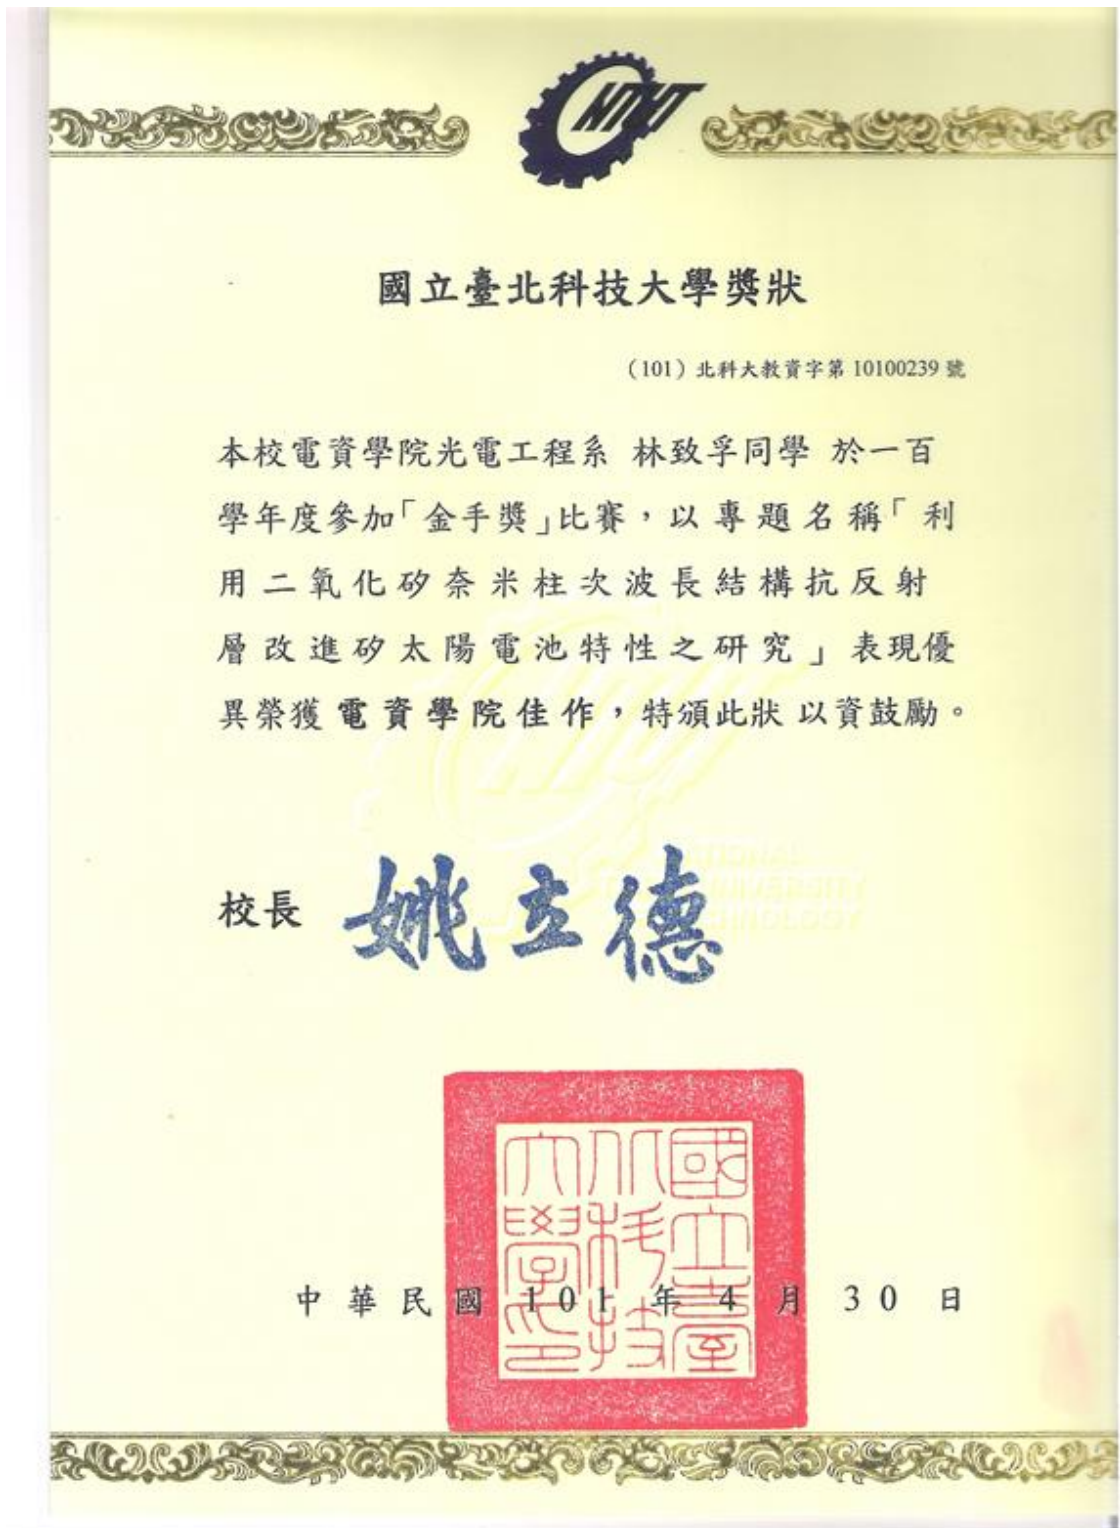 NTUT
國立臺北科技大學獎狀
（101）北科大教資字第 10100239 號
本校電資學院光電工程系 林致孚同學 於一百
學年度參加「金手獎」比賽，以專題名稱「利
用二氧化矽奈米柱次波長結構抗反射
層改進矽太陽電池特性之研究」表現優
異榮獲電資學院佳作，特頒此狀 以資鼓勵。
校長 姚立德
國立臺北科技大學印
中華民國 101 年 4 月 30 日